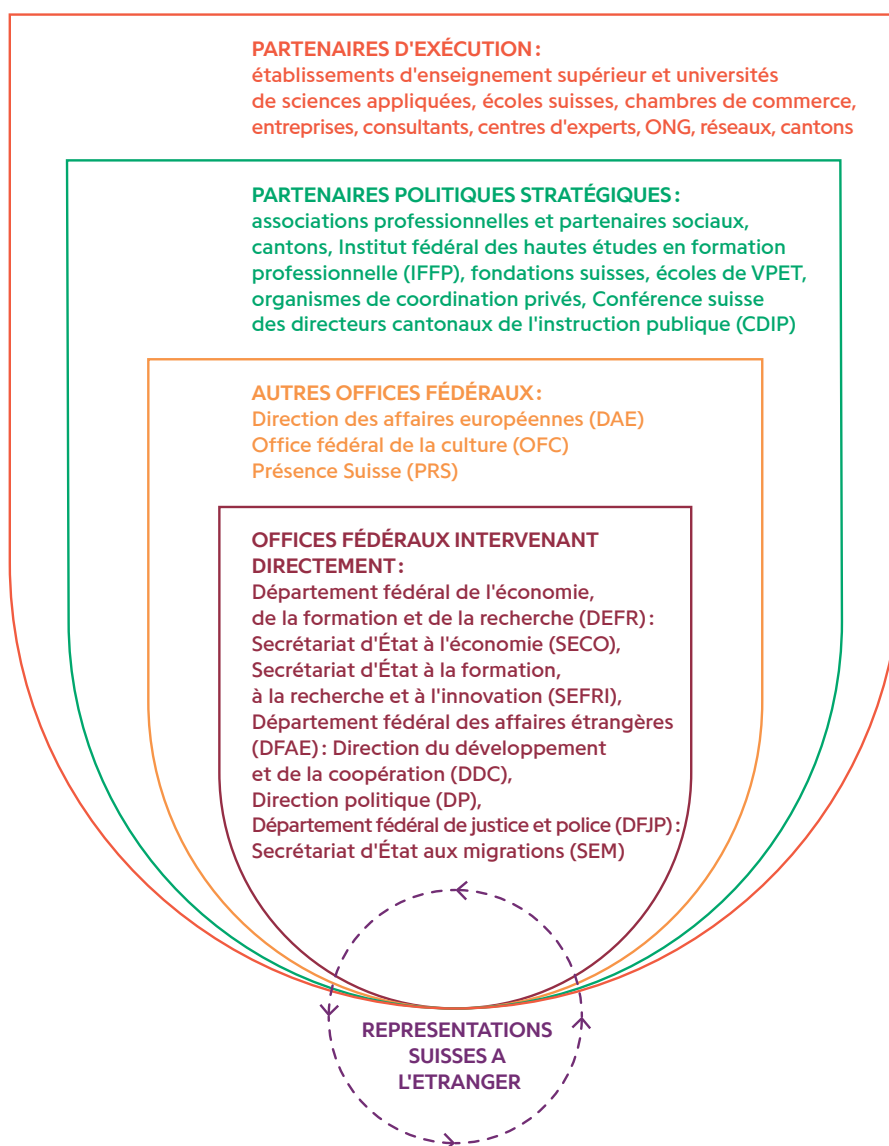 PARTENAIRES D'EXÉCUTION :
établissements d'enseignement supérieur et universités
de sciences appliquées, écoles suisses, chambres de commerce,
entreprises, consultants, centres d'experts, ONG, réseaux, cantons
PARTENAIRES POLITIQUES STRATÉGIQUES :
associations professionnelles et partenaires sociaux,
cantons, Institut fédéral des hautes études en formation
professionnelle (IFFP), fondations suisses, écoles de VPET,
organismes de coordination privés, Conférence suisse
des directeurs cantonaux de l'instruction publique (CDIP)
AUTRES OFFICES FÉDÉRAUX :
Direction des affaires européennes (DAE)
Office fédéral de la culture (OFC)
Présence Suisse (PRS)
OFFICES FÉDÉRAUX INTERVENANT
DIRECTEMENT :
Département fédéral de l'économie,
de la formation et de la recherche (DEFR) :
Secrétariat d'État à l'économie (SECO),
Secrétariat d'État à la formation,
à la recherche et à l'innovation (SEFRI),
Département fédéral des affaires étrangères
(DFAE) : Direction du développement
et de la coopération (DDC),
Direction politique (DP),
Département fédéral de justice et police (DFJP) :
Secrétariat d'État aux migrations (SEM)
REPRESENTATIONS
SUISSES A
L'ETRANGER